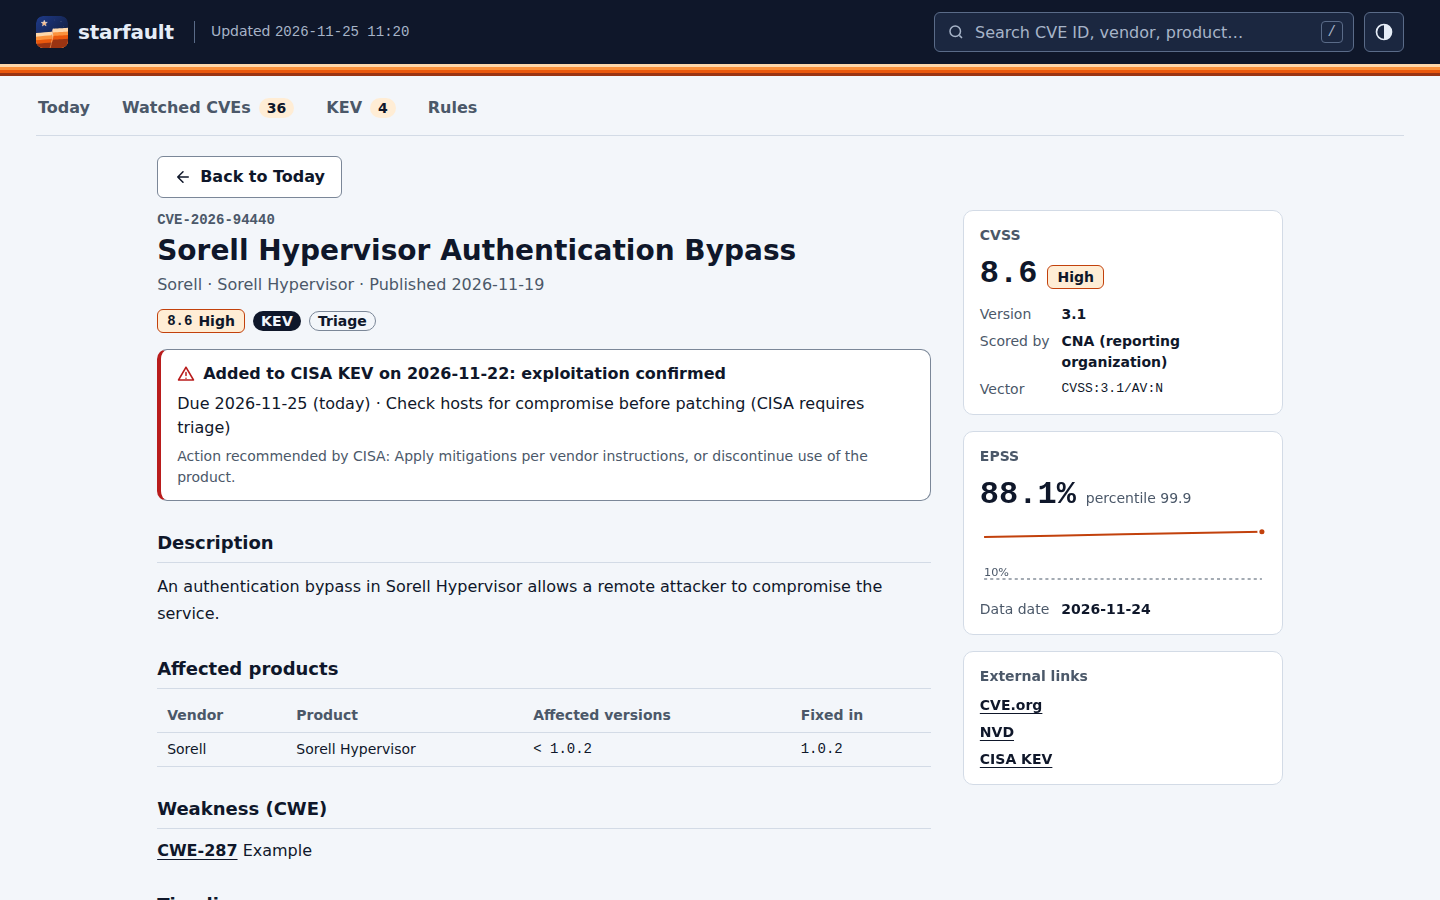 starfault
Updated 2026-11-25 11:20
Search CVE ID, vendor, product…
/
Today
Watched CVEs 36
KEV 4
Rules
Back to Today
CVE-2026-94440
Sorell Hypervisor Authentication Bypass
Sorell · Sorell Hypervisor · Published 2026-11-19
8.6 High KEV Triage
Added to CISA KEV on 2026-11-22: exploitation confirmed
Due 2026-11-25 (today) · Check hosts for compromise before patching (CISA requires
triage)
Action recommended by CISA: Apply mitigations per vendor instructions, or discontinue use of the
product.
Description
An authentication bypass in Sorell Hypervisor allows a remote attacker to compromise the
service.
Affected products
Vendor Product Affected versions Fixed in
Sorell Sorell Hypervisor < 1.0.2 1.0.2
Weakness (CWE)
CWE-287 Example
CVSS
8.6 High
Version 3.1
Scored by CNA (reporting
organization)
Vector CVSS:3.1/AV:N
EPSS
88.1% percentile 99.9
10%
Data date 2026-11-24
External links
CVE.org
NVD
CISA KEV